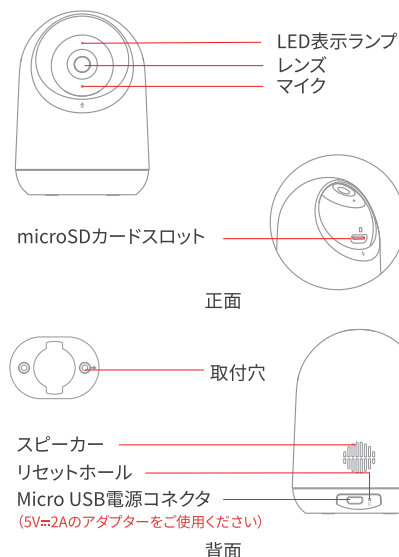 LED表示ランプ
レンズ
マイク
microSDカードスロット
正面
取付穴
スピーカー
リセットホール
Micro USB電源コネクタ
（5V⎓2Aのアダプターをご使用ください）
背面